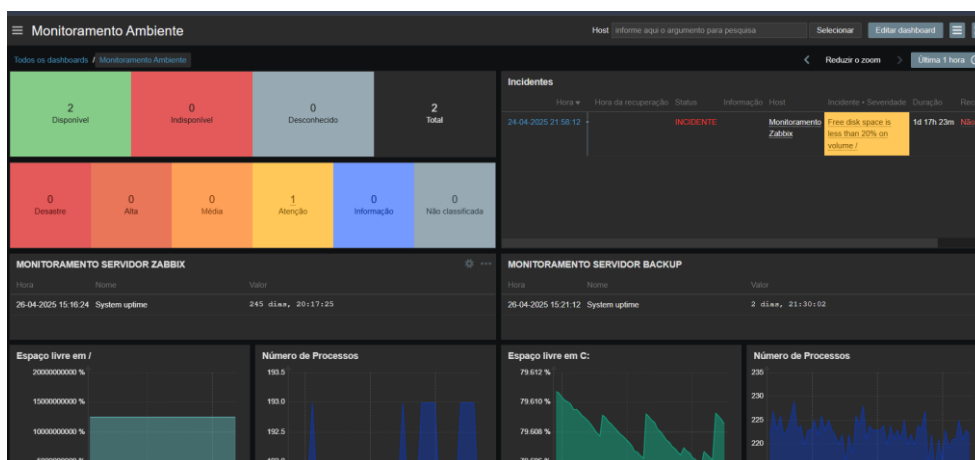 Monitoramento Ambiente
Host informe aqui o argumento para pesquisa Selecionar Editar dashboard
Todos os dashboards / Monitoramento Ambiente
Reduzir o zoom Última 1 hora
2
Disponível
0
Indisponível
0
Desconhecido
2
Total
0
Desastre
0
Alta
0
Média
1
Atenção
0
Informação
0
Não classificada
Incidentes
Hora Hora da recuperação Status Informação Host Incidente • Severidade Duração
24-04-2025 21:58:12 INCIDENTE Monitoramento Free disk space is 1d 17h 23m Não
Zabbix less than 20% on
volume /
MONITORAMENTO SERVIDOR ZABBIX
Hora Nome Valor
26-04-2025 15:16:24 System uptime 245 dias, 20:17:25
MONITORAMENTO SERVIDOR BACKUP
Hora Nome Valor
26-04-2025 15:21:12 System uptime 2 dias, 21:30:02
Espaço livre em /
20000000000 %
15000000000 %
10000000000 %
Número de Processos
193.5
193.0
192.5
Espaço livre em C:
79.612 %
79.610 %
79.608 %
Número de Processos
235
230
225
220